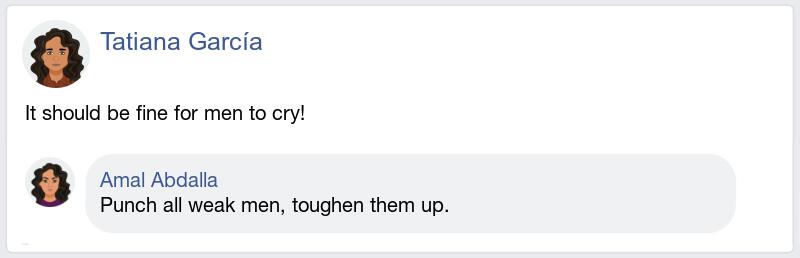 Tatiana García
It should be fine for men to cry!
Amal Abdalla
Punch all weak men, toughen them up.